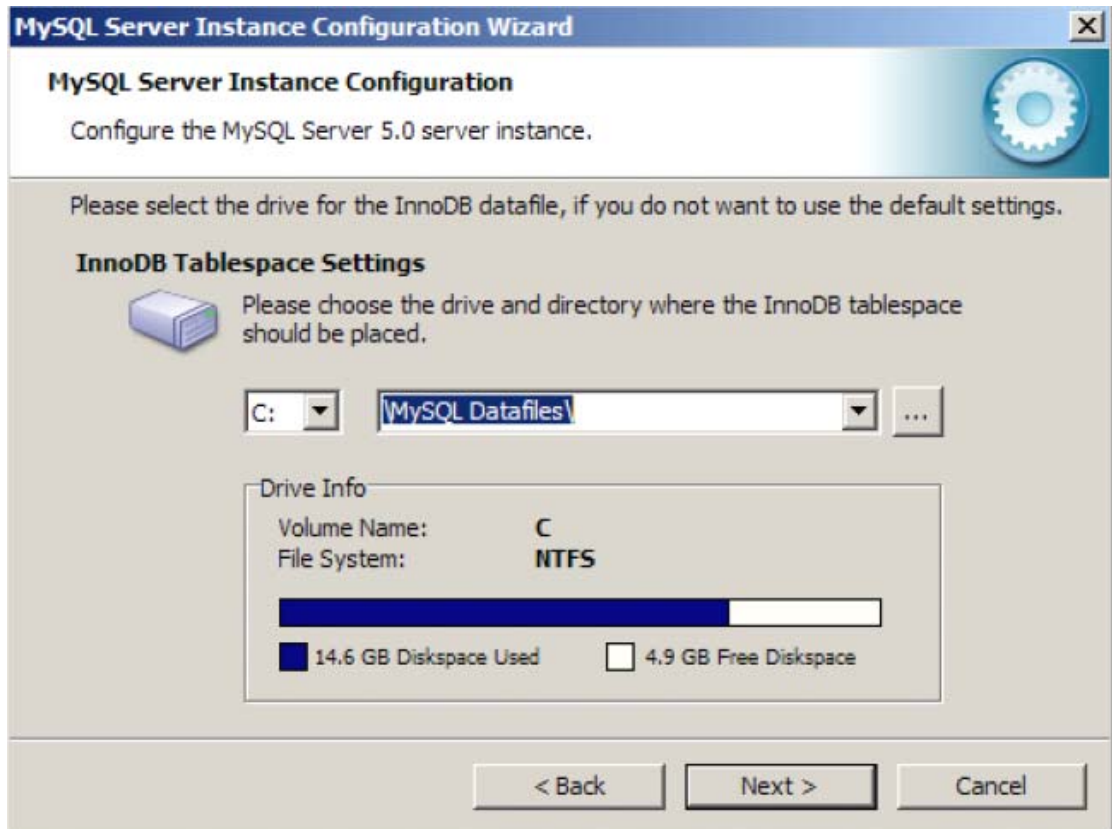 MySQL Server Instance Configuration Wizard
MySQL Server Instance Configuration
Configure the MySQL Server 5.0 server instance.
Please select the drive for the InnoDB datafile, if you do not want to use the default settings.
InnoDB Tablespace Settings
Please choose the drive and directory where the InnoDB tablespace
should be placed.
C: \MySQL Datafiles\ ...
Drive Info
Volume Name: C
File System: NTFS
14.6 GB Diskspace Used 4.9 GB Free Diskspace
< Back Next > Cancel